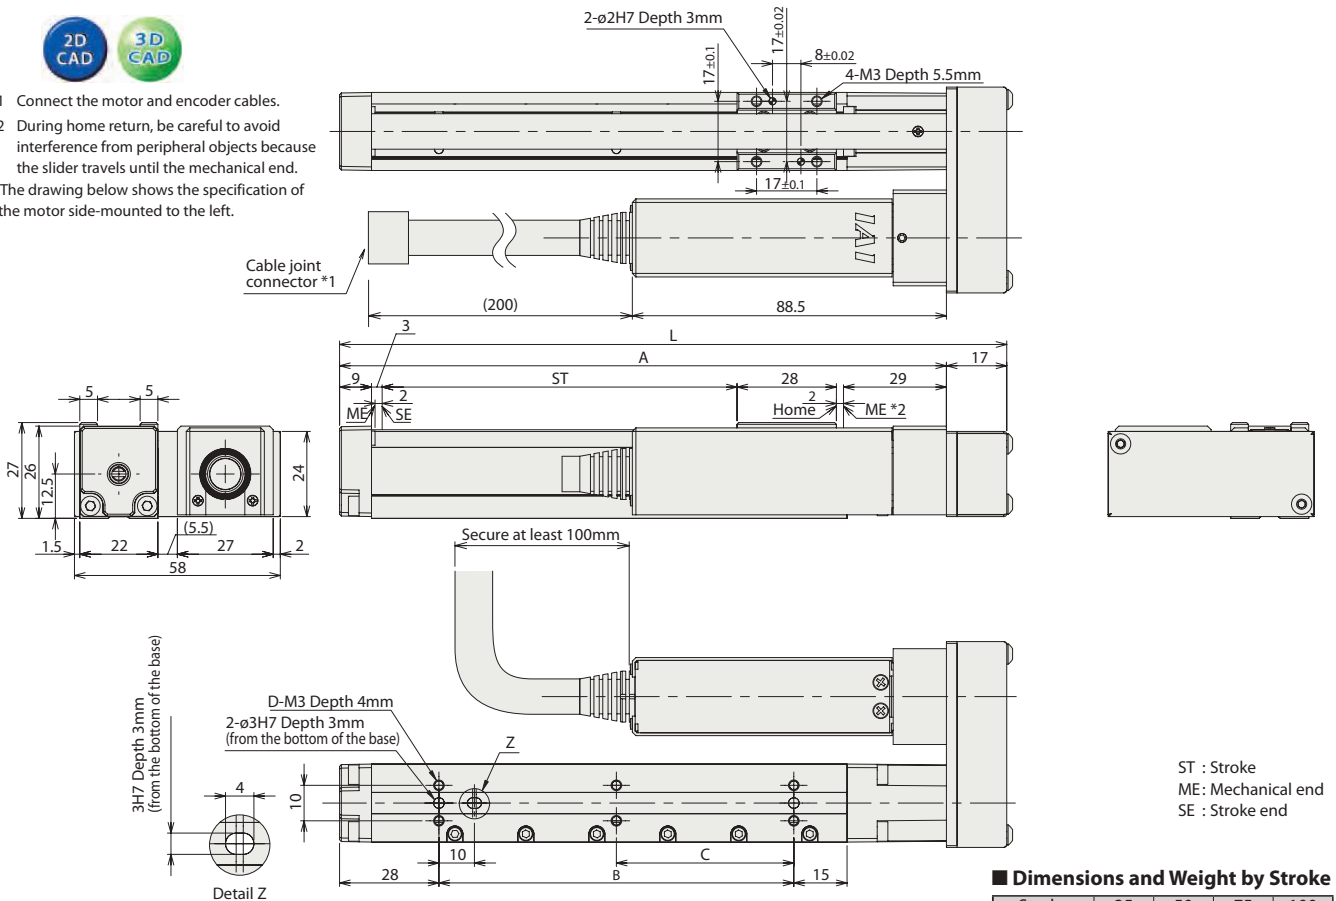 2D
CAD
3D
CAD
1 Connect the motor and encoder cables.
2 During home return, be careful to avoid
interference from peripheral objects because
the slider travels until the mechanical end.
The drawing below shows the specification of
the motor side-mounted to the left.
2-ø2H7 Depth 3mm
17±0.02
17±0.1
8±0.02
4-M3 Depth 5.5mm
17±0.1
IAI
Cable joint
connector *1
(200)
88.5
3
L
A
17
9
ST
28
29
2
2
ME
SE
Home
ME *2
5
5
27
26
12.5
24
(5.5)
1.5
22
27
2
58
Secure at least 100mm
3H7 Depth 3mm
(from the bottom of the base)
D-M3 Depth 4mm
2-ø3H7 Depth 3mm
(from the bottom of the base)
Z
4
10
10
C
28
B
15
Detail Z
ST : Stroke
ME: Mechanical end
SE : Stroke end
■ Dimensions and Weight by Stroke